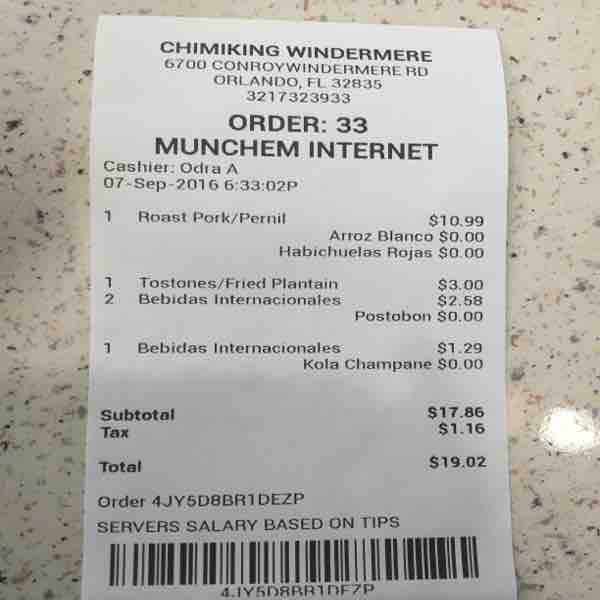 CHIMIKING WINDERMERE
6700 CONROYWINDERMERE RD
ORLANDO, FL 32835
3217323933
ORDER: 33
MUNCHEM INTERNET
Cashier: Odra A
07-Sep-2016 6:33:02P
1 Roast Pork/Pernil $10.99
Arroz Blanco $0.00
Habichuelas Rojas $0.00
1 Tostones/Fried Plantain $3.00
2 Bebidas Internacionales $2.58
Postobon $0.00
1 Bebidas Internacionales $1.29
Kola Champane $0.00
Subtotal $17.86
Tax $1.16
Total $19.02
Order 4JY5D8BR1DEZP
SERVERS SALARY BASED ON TIPS
4JY5D8BR1DEZP